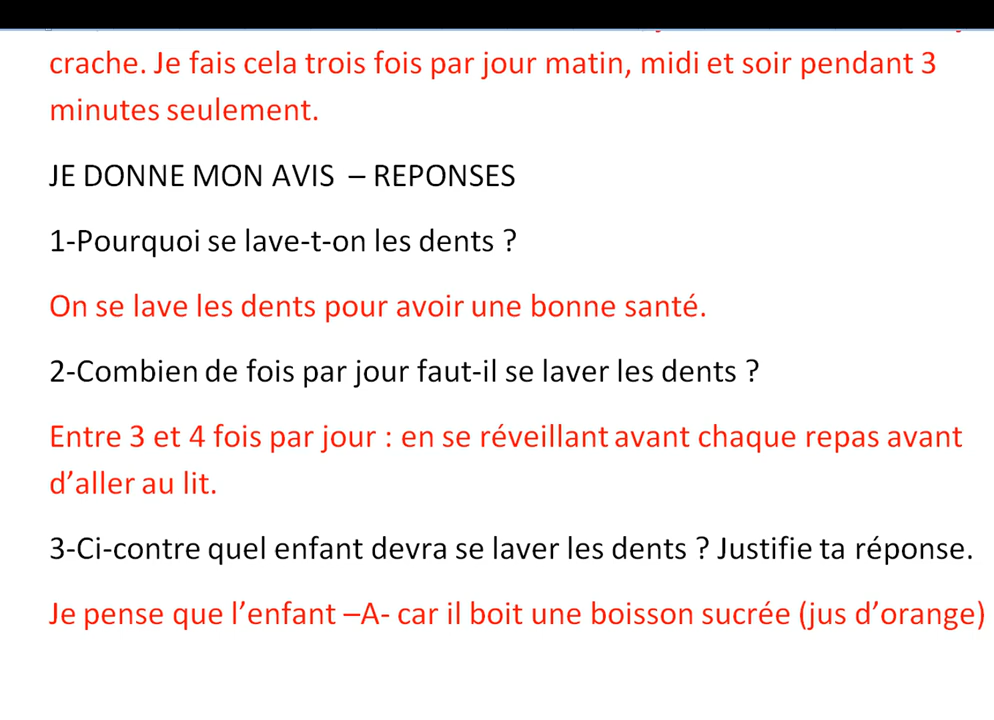 crache. Je fais cela trois fois par jour matin, midi et soir pendant 3
minutes seulement.
JE DONNE MON AVIS – REPONSES
1-Pourquoi se lave-t-on les dents ?
On se lave les dents pour avoir une bonne santé.
2-Combien de fois par jour faut-il se laver les dents ?
Entre 3 et 4 fois par jour : en se réveillant avant chaque repas avant
d’aller au lit.
3-Ci-contre quel enfant devra se laver les dents ? Justifie ta réponse.
Je pense que l’enfant –A- car il boit une boisson sucrée (jus d’orange)